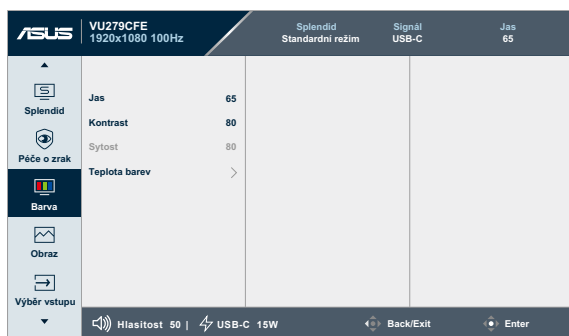 ASUS
VU279CFE
1920x1080 100Hz
Splendid
Standardní režim
Signál
USB-C
Jas
65
Splendid
Péče o zrak
Barva
Obraz
Výběr vstupu
Jas 65
Kontrast 80
Sytost 80
Teplota barev
Hlasitost 50 | USB-C 15W
Back/Exit
Enter